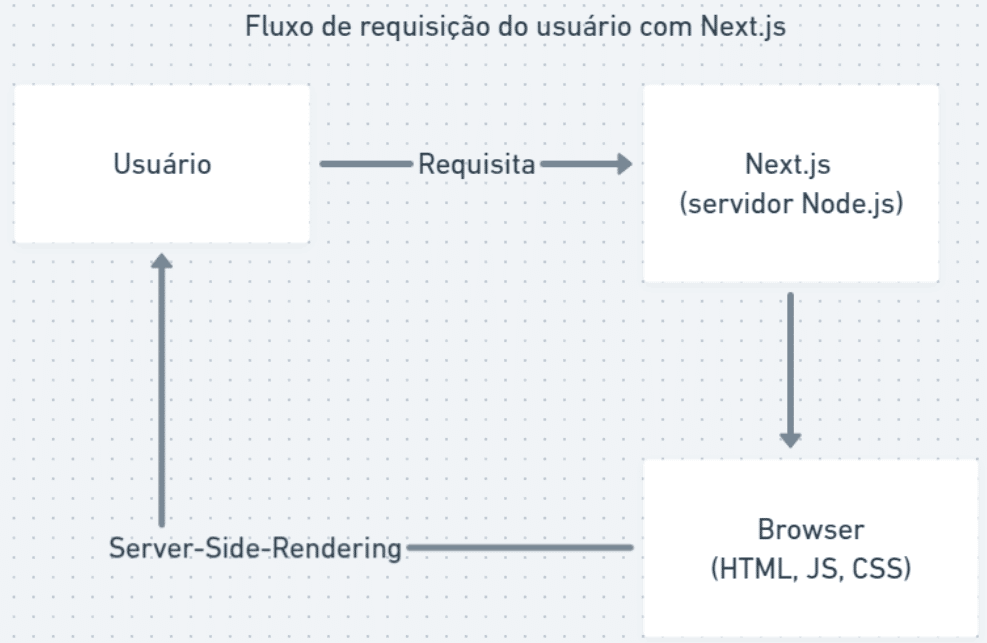 Fluxo de requisição do usuário com Next.js
Usuário
Requisita
Next.js
(servidor Node.js)
Browser
(HTML, JS, CSS)
Server-Side-Rendering